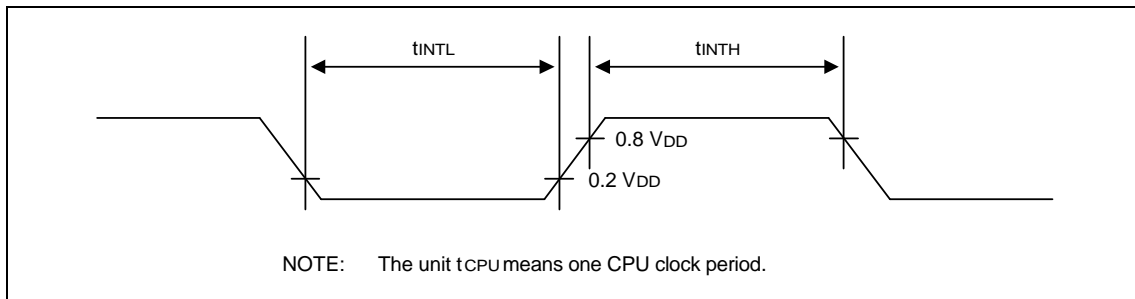 tINTL
tINTH
0.8 VDD
0.2 VDD
NOTE: The unit tCPU means one CPU clock period.